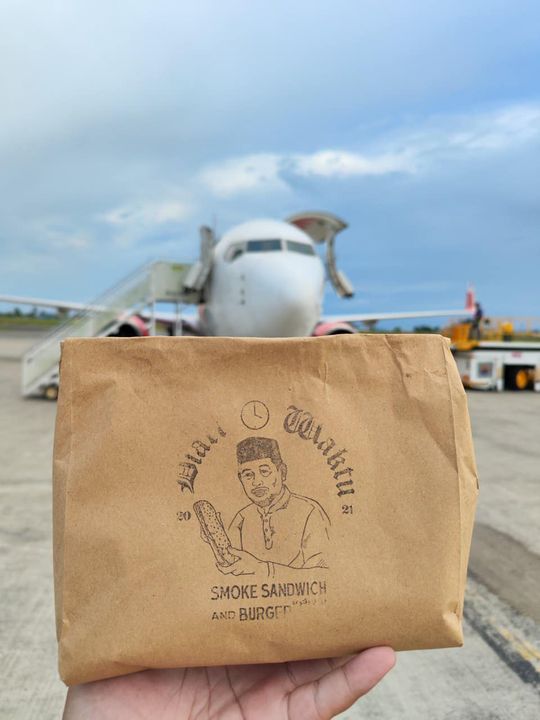 Waktu
20 21
SMOKE SANDWICH
AND BURGER